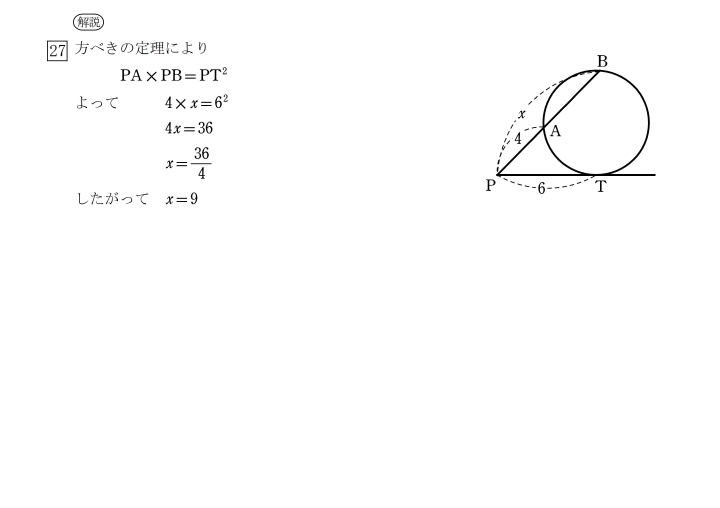 解説
27 方べきの定理により
PA×PB=PT²
よって 4×x=6²
4x=36
x=36/4
したがって x=9
B
x
4
A
P
6
T